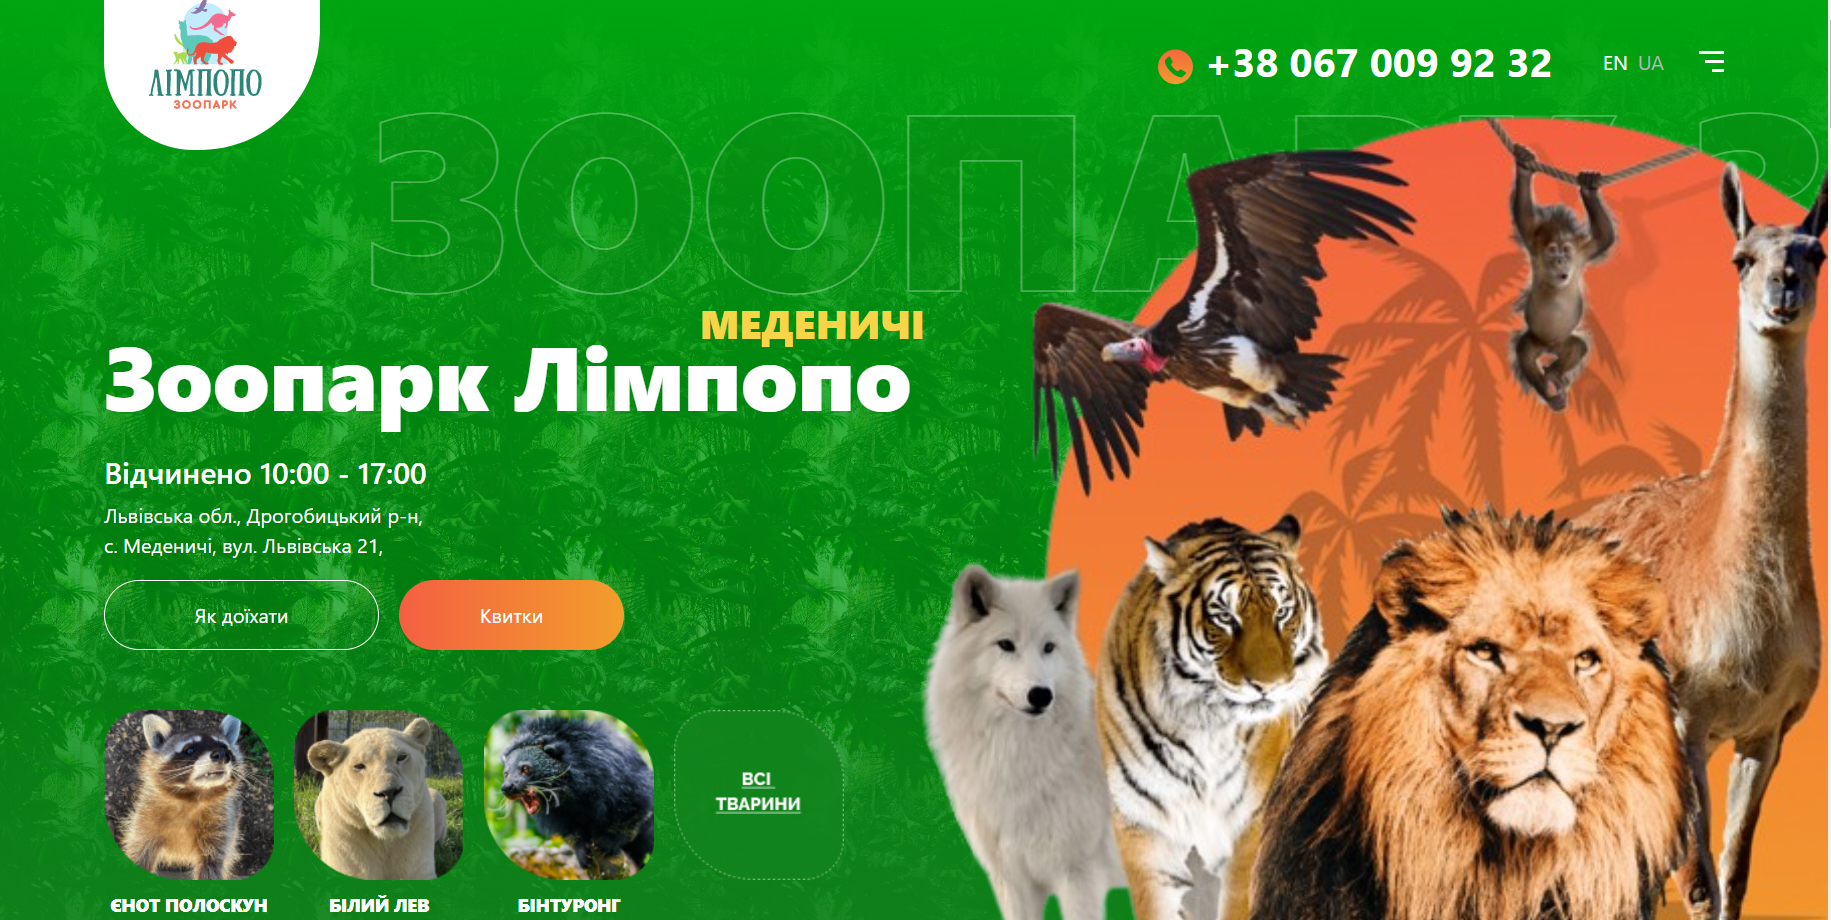 ЛІМПОПО
ЗООПАРК
+38 067 009 92 32
EN UA
ЗООПАРК З
МЕДЕНИЧІ
Зоопарк Лімпопо
Відчинено 10:00 - 17:00
Львівська обл., Дрогобицький р-н,
с. Меденичі, вул. Львівська 21,
Як доїхати
Квитки
ВСІ
ТВАРИНИ
ЄНОТ ПОЛОСКУН
БІЛИЙ ЛЕВ
БІНТУРОНГ